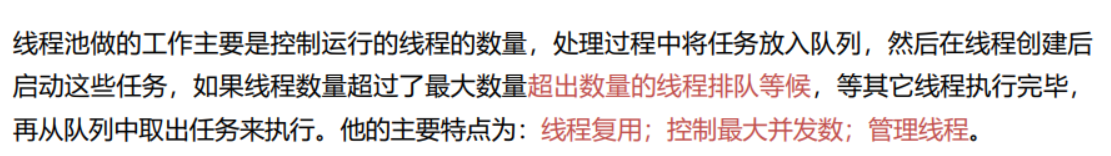 线程池做的工作主要是控制运行的线程的数量，处理过程中将任务放入队列，然后在线程创建后
启动这些任务，如果线程数量超过了最大数量超出数量的线程排队等候，等其它线程执行完毕，
再从队列中取出任务来执行。他的主要特点为：线程复用；控制最大并发数；管理线程。